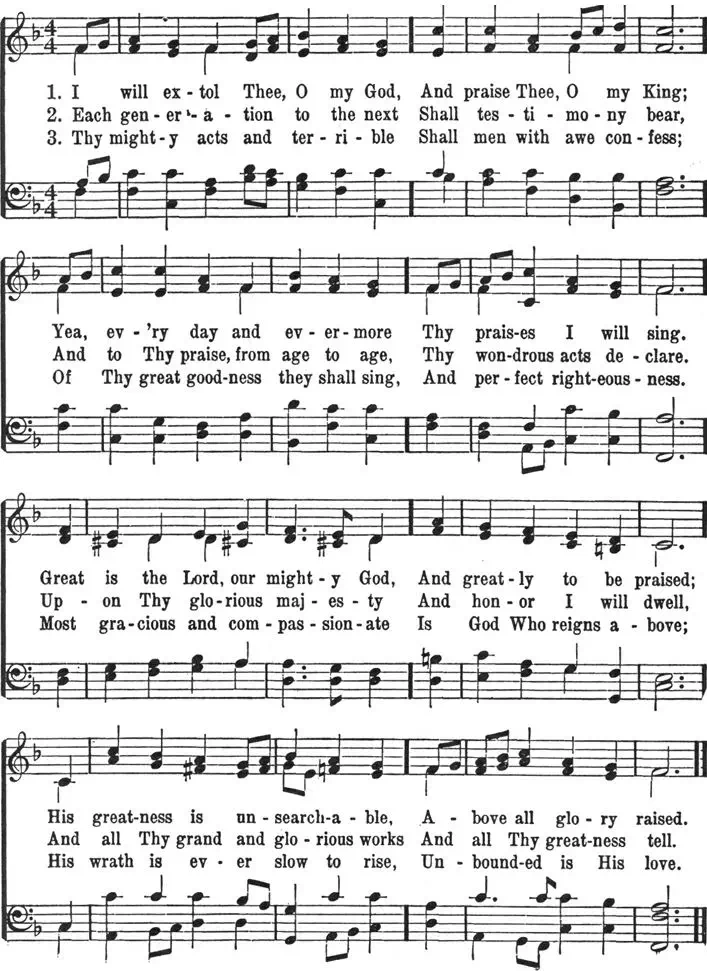 4 4
1. I will ex - tol Thee, O my God, And praise Thee, O my King;
2. Each gen - er - a - tion to the next Shall tes - ti - mo - ny bear,
3. Thy might - y acts and ter - ri - ble Shall men with awe con - fess;
4 4
Yea, ev - 'ry day and ev - er - more Thy prais - es I will sing.
And to Thy praise, from age to age, Thy won - drous acts de - clare.
Of Thy great good - ness they shall sing, And per - fect right - eous - ness.
Great is the Lord, our might - y God, And great - ly to be praised;
Up - on Thy glo - rious maj - es - ty And hon - or I will dwell,
Most gra - cious and com - pas - sion - ate Is God Who reigns a - bove;
His great - ness is un - search - a - ble, A - bove all glo - ry raised.
And all Thy grand and glo - rious works And all Thy great - ness tell.
His wrath is ev - er slow to rise, Un - bound - ed is His love.